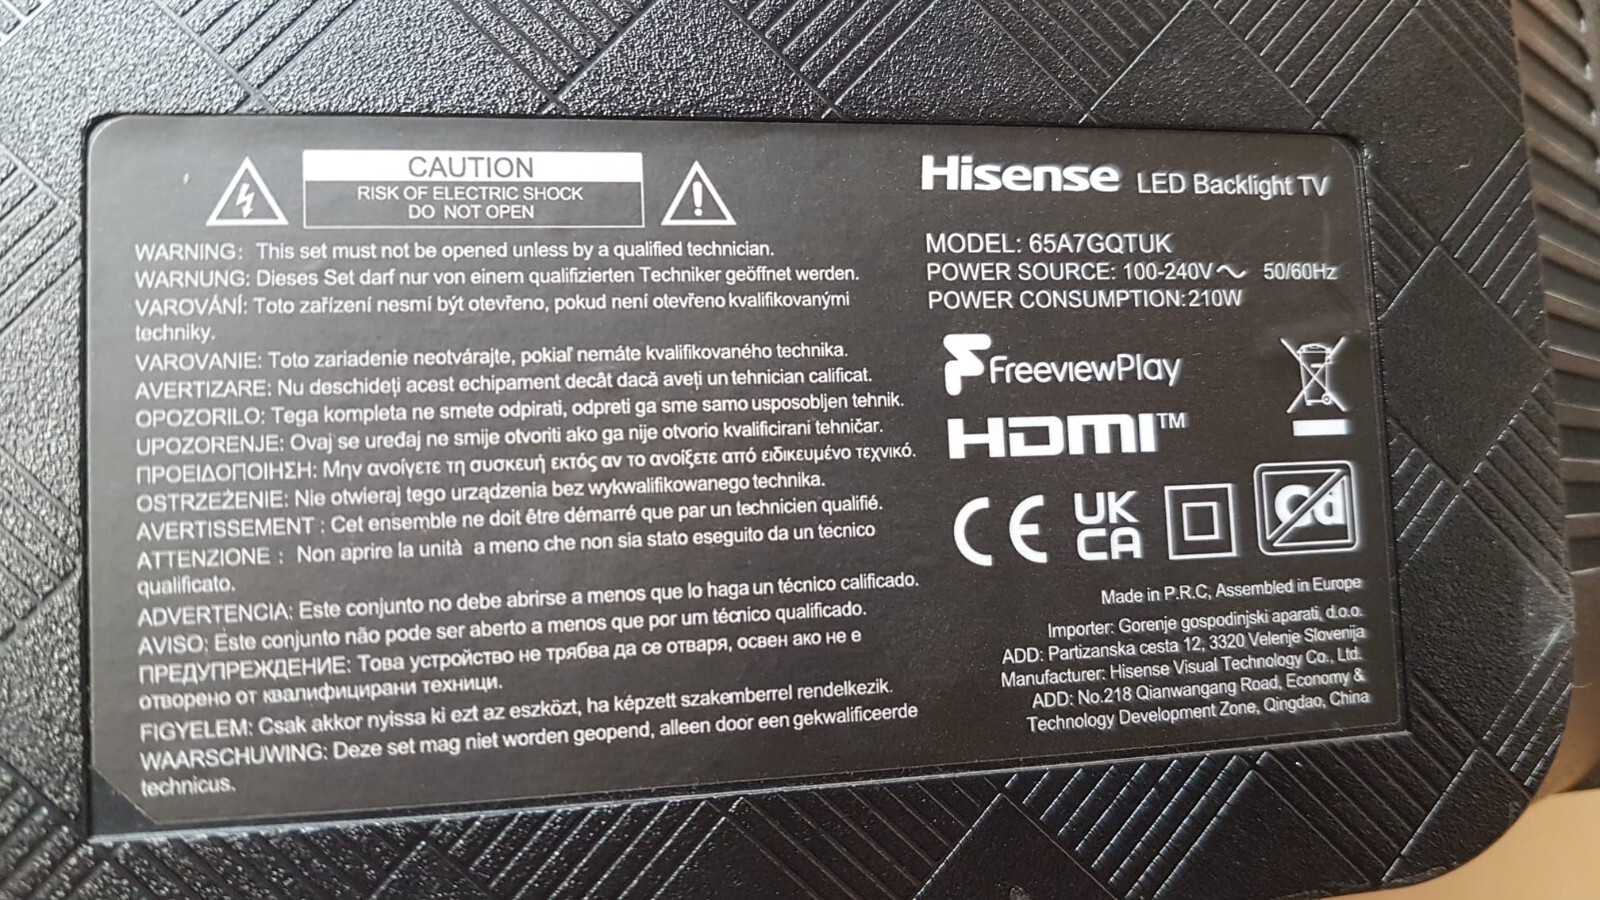 CAUTION
RISK OF ELECTRIC SHOCK
DO NOT OPEN
WARNING: This set must not be opened unless by a qualified technician.
WARNUNG: Dieses Set darf nur von einem qualifizierten Techniker geöffnet werden.
VAROVÁNÍ: Toto zařízení nesmí být otevřeno, pokud není otevřeno kvalifikovanými
techniky.
VAROVANIE: Toto zariadenie neotvárajte, pokiaľ nemáte kvalifikovaného technika.
AVERTIZARE: Nu deschideți acest echipament decât dacă aveți un tehnician calificat.
OPOZORILO: Tega kompleta ne smete odpirati, odpreti ga sme samo usposobljen tehnik.
UPOZORENJE: Ovaj se uređaj ne smije otvoriti ako ga nije otvorio kvalificirani tehničar.
ΠΡΟΕΙΔΟΠΟΙΗΣΗ: Μην ανοίγετε τη συσκευή εκτός αν το ανοίξετε από ειδικευμένο τεχνικό.
OSTRZEŻENIE: Nie otwieraj tego urządzenia bez wykwalifikowanego technika.
AVERTISSEMENT : Cet ensemble ne doit être démarré que par un technicien qualifié.
ATTENZIONE : Non aprire la unità a meno che non sia stato eseguito da un tecnico
qualificato.
ADVERTENCIA: Este conjunto no debe abrirse a menos que lo haga un técnico calificado.
AVISO: Este conjunto não pode ser aberto a menos que por um técnico qualificado.
ПРЕДУПРЕЖДЕНИЕ: Това устройство не трябва да се отваря, освен ако не е
отворено от квалифицирани техници.
FIGYELEM: Csak akkor nyissa ki ezt az eszközt, ha képzett szakemberrel rendelkezik.
WAARSCHUWING: Deze set mag niet worden geopend, alleen door een gekwalificeerde
technicus.
Hisense LED Backlight TV
MODEL: 65A7GQTUK
POWER SOURCE: 100-240V~ 50/60Hz
POWER CONSUMPTION:210W
FreeviewPlay
HDMI™
CE UK
CA Cd
Made in P.R.C, Assembled in Europe
Importer: Gorenje gospodinjski aparati, d.o.o.
ADD: Partizanska cesta 12, 3320 Velenje Slovenija
Manufacturer: Hisense Visual Technology Co., Ltd.
ADD: No.218 Qianwangang Road, Economy &
Technology Development Zone, Qingdao, China